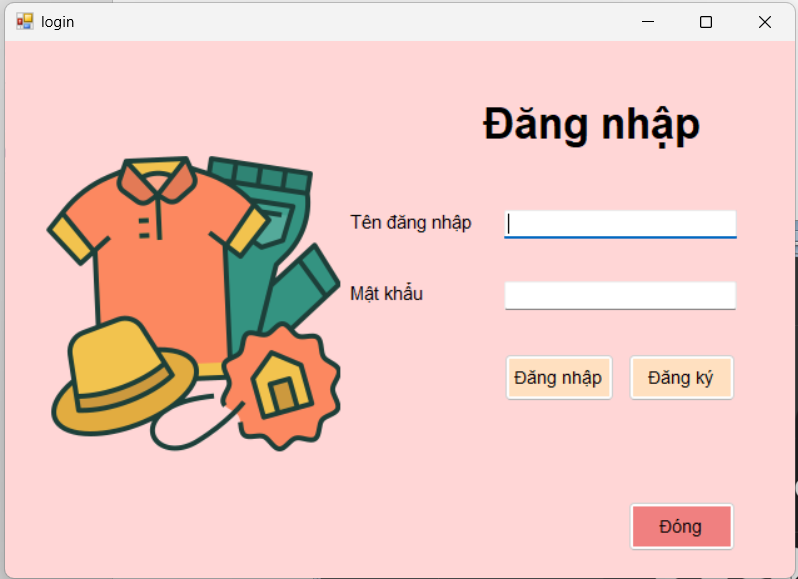 login
Đăng nhập
Tên đăng nhập
Mật khẩu
Đăng nhập
Đăng ký
Đóng